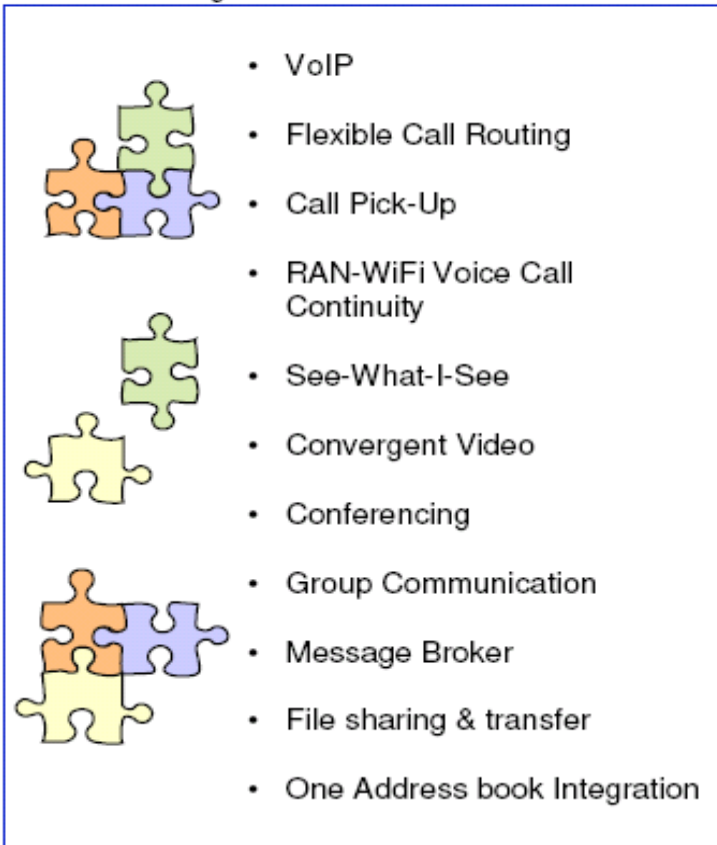 • VoIP
• Flexible Call Routing
• Call Pick-Up
• RAN-WiFi Voice Call
Continuity
• See-What-I-See
• Convergent Video
• Conferencing
• Group Communication
• Message Broker
• File sharing & transfer
• One Address book Integration